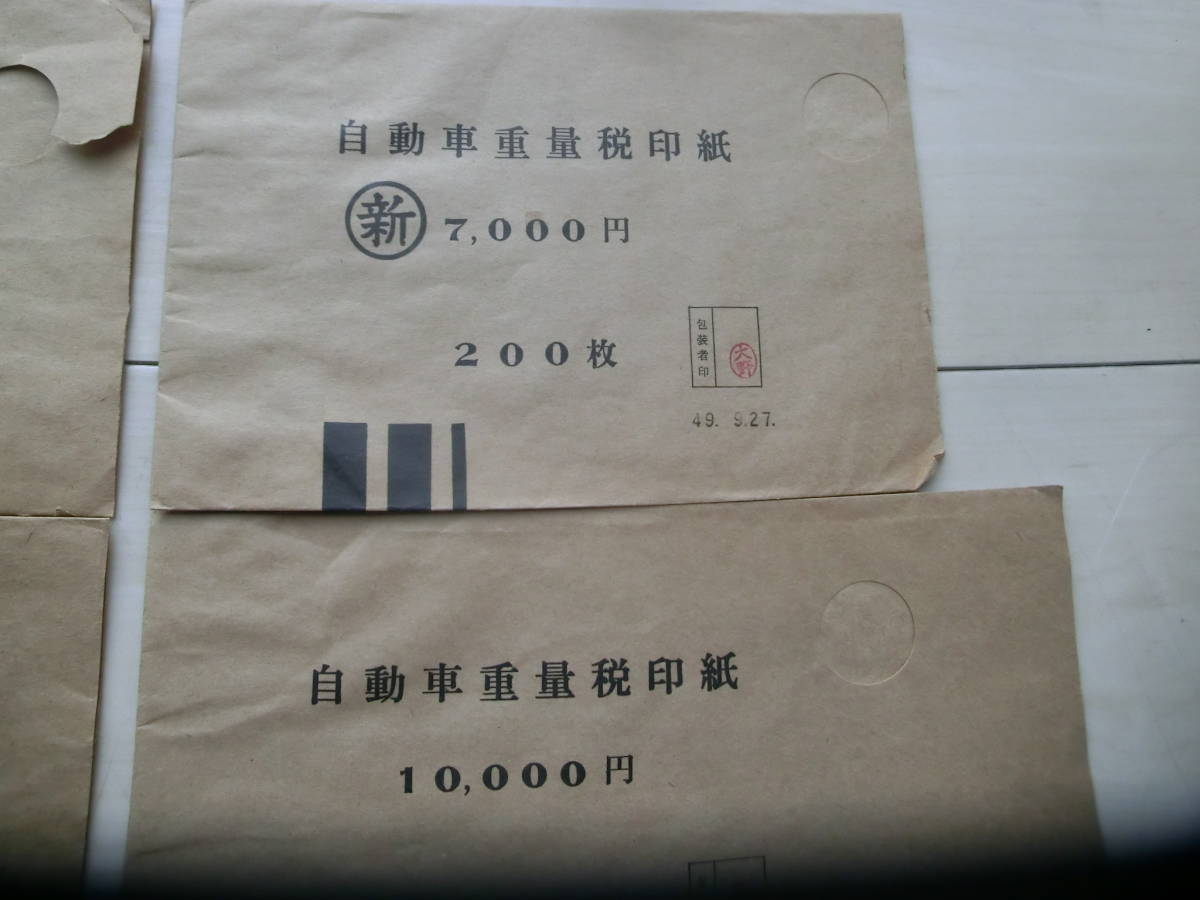 自動車重量税印紙
新 7,000円
200枚
包装者印
大野
49. 9.27.
自動車重量税印紙
10,000円